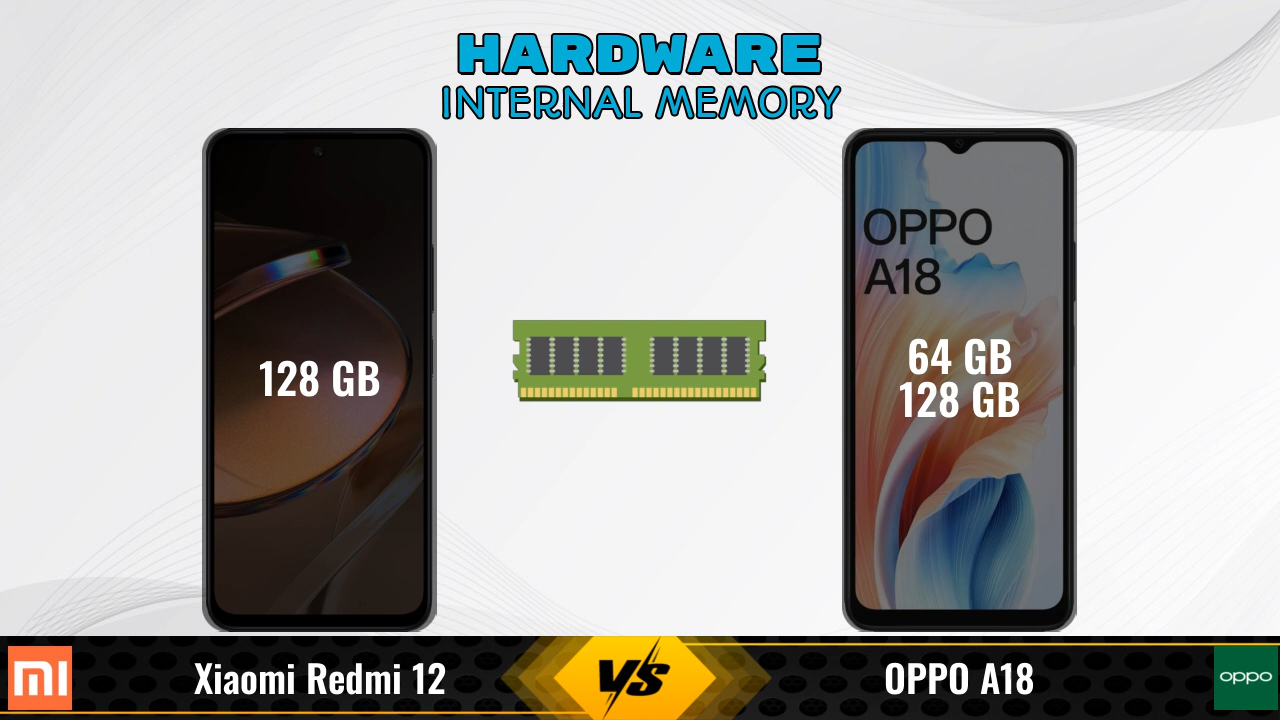 HARDWARE
INTERNAL MEMORY
OPPO
A18
128 GB
64 GB
128 GB
MI
Xiaomi Redmi 12
VS
OPPO A18
oppo